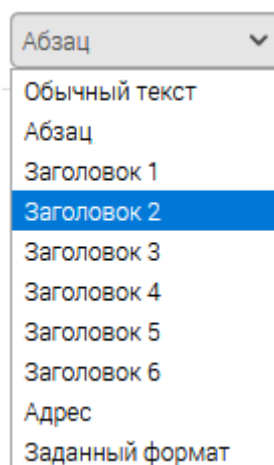 Абзац
Обычный текст
Абзац
Заголовок 1
Заголовок 2
Заголовок 3
Заголовок 4
Заголовок 5
Заголовок 6
Адрес
Заданный формат